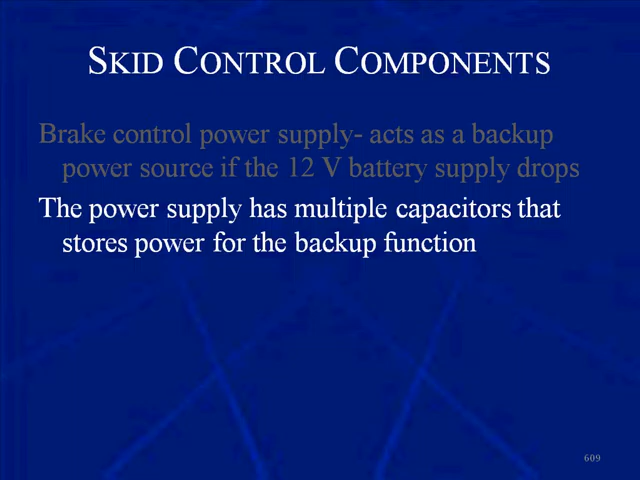 SKID CONTROL COMPONENTS
Brake control power supply- acts as a backup
power source if the 12 V battery supply drops
The power supply has multiple capacitors that
stores power for the backup function
609